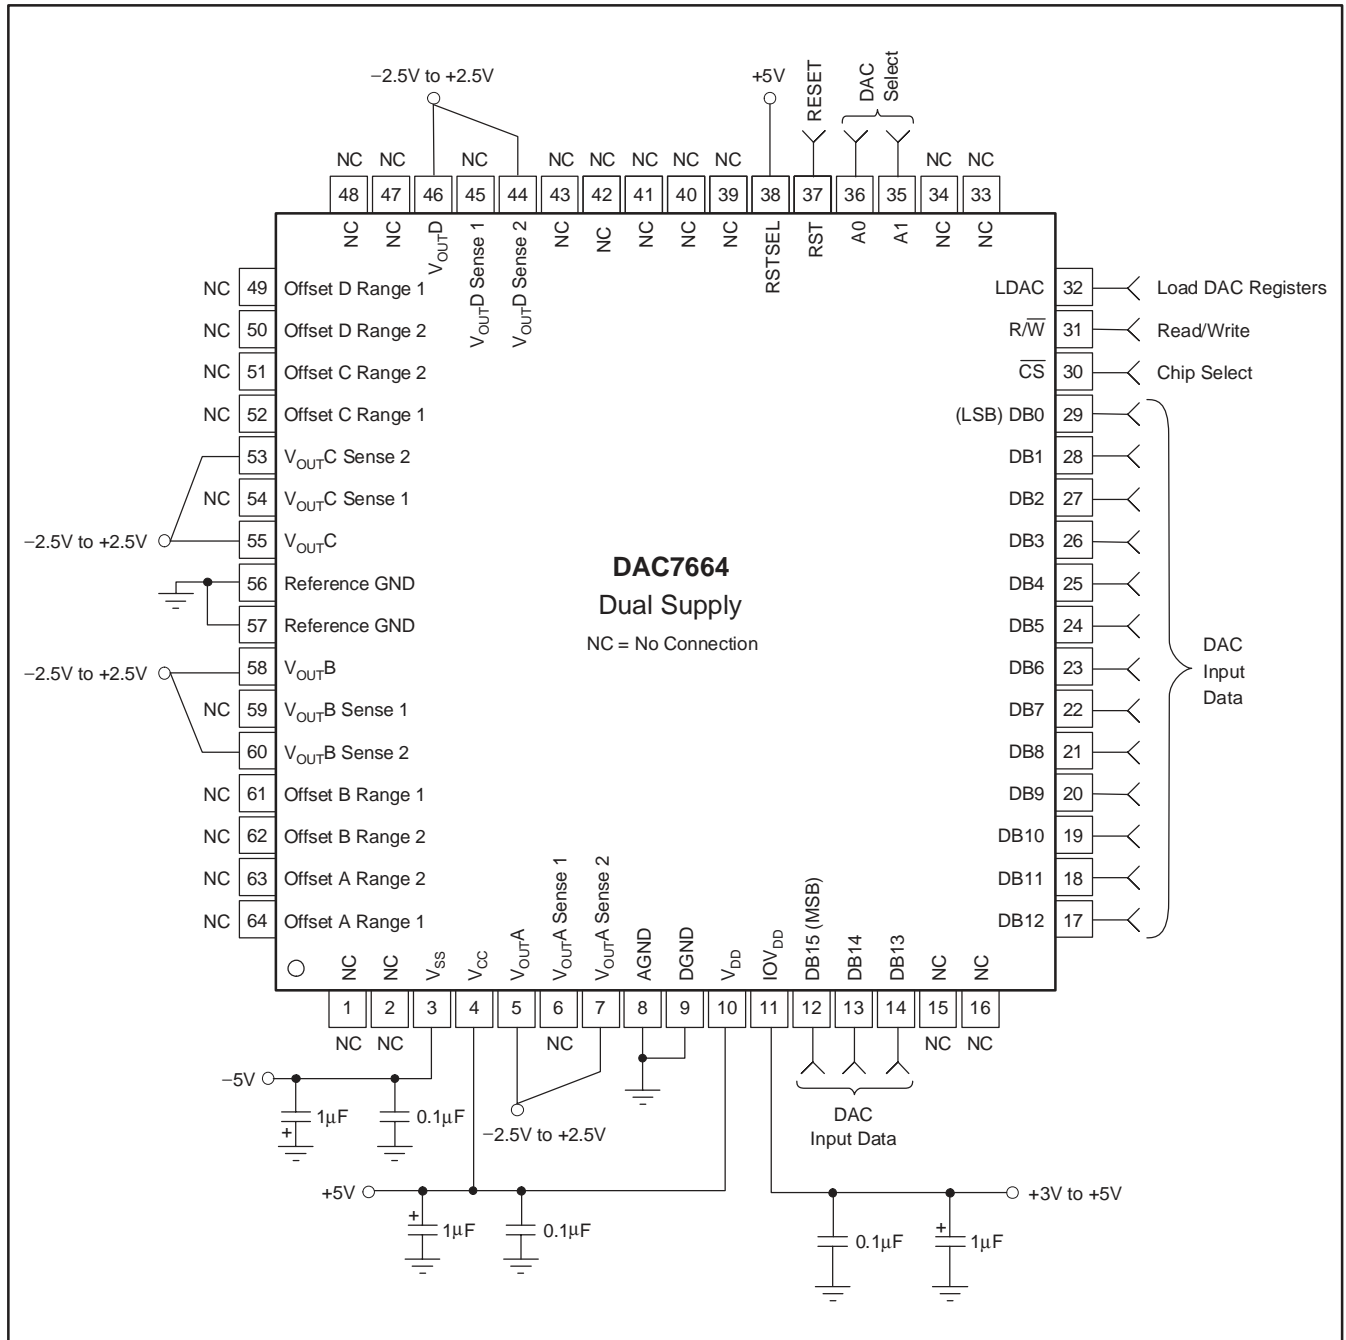 −2.5V to +2.5V
+5V
RESET
DAC Select
NC NC NC NC NC NC NC NC NC NC
48 47 46 45 44 43 42 41 40 39 38 37 36 35 34 33
NC NC VOUTD VOUTD Sense 1 VOUTD Sense 2 NC NC NC NC NC RSTSEL RST A0 A1 NC NC
NC 49 Offset D Range 1
NC 50 Offset D Range 2
NC 51 Offset C Range 2
NC 52 Offset C Range 1
53 VOUTC Sense 2
NC 54 VOUTC Sense 1
−2.5V to +2.5V 55 VOUTC
56 Reference GND
57 Reference GND
−2.5V to +2.5V 58 VOUTB
NC 59 VOUTB Sense 1
60 VOUTB Sense 2
NC 61 Offset B Range 1
NC 62 Offset B Range 2
NC 63 Offset A Range 2
NC 64 Offset A Range 1
DAC7664
Dual Supply
NC = No Connection
LDAC 32 Load DAC Registers
R/W̅ 31 Read/Write
C̅S̅ 30 Chip Select
(LSB) DB0 29
DB1 28
DB2 27
DB3 26
DB4 25
DB5 24
DB6 23
DB7 22
DB8 21
DB9 20
DB10 19
DB11 18
DB12 17
DAC
Input
Data
NC NC VSS VCC VOUTA VOUTA Sense 1 VOUTA Sense 2 AGND DGND VDD IOVDD DB15 (MSB) DB14 DB13 NC NC
1 2 3 4 5 6 7 8 9 10 11 12 13 14 15 16
NC NC NC NC NC
−5V
+ 1µF
0.1µF
−2.5V to +2.5V
DAC
Input Data
+5V
+ 1µF
0.1µF
+3V to +5V
0.1µF
+ 1µF